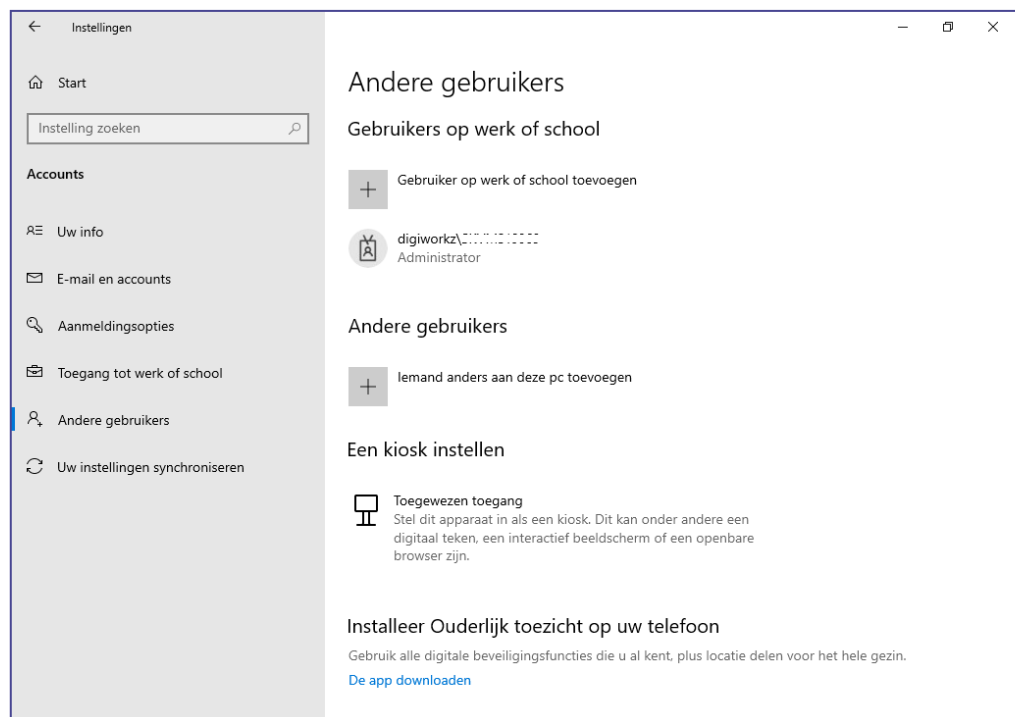 Instellingen
Start
Instelling zoeken
Accounts
Uw info
E-mail en accounts
Aanmeldingsopties
Toegang tot werk of school
Andere gebruikers
Uw instellingen synchroniseren
Andere gebruikers
Gebruikers op werk of school
Gebruiker op werk of school toevoegen
digiworkz\
Administrator
Andere gebruikers
Iemand anders aan deze pc toevoegen
Een kiosk instellen
Toegewezen toegang
Stel dit apparaat in als een kiosk. Dit kan onder andere een
digitaal teken, een interactief beeldscherm of een openbare
browser zijn.
Installeer Ouderlijk toezicht op uw telefoon
Gebruik alle digitale beveiligingsfuncties die u al kent, plus locatie delen voor het hele gezin.
De app downloaden